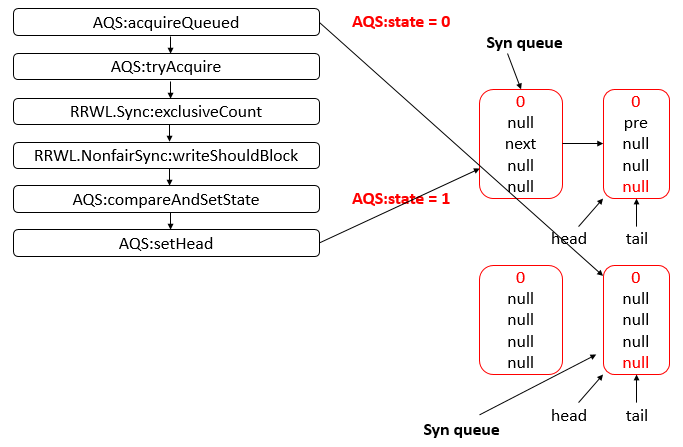 AQS:acquireQueued
AQS:tryAcquire
RRWL.Sync:exclusiveCount
RRWL.NonfairSync:writeShouldBlock
AQS:compareAndSetState
AQS:setHead
AQS:state = 0
AQS:state = 1
Syn queue
0
null
next
null
null
0
pre
null
null
null
head
tail
0
null
null
null
null
0
null
null
null
null
head
tail
Syn queue